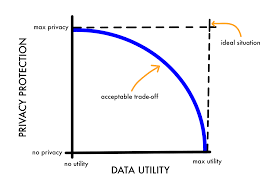 max privacy
ideal situation
PRIVACY PROTECTION
acceptable trade-off
no privacy
no utility
max utility
DATA UTILITY